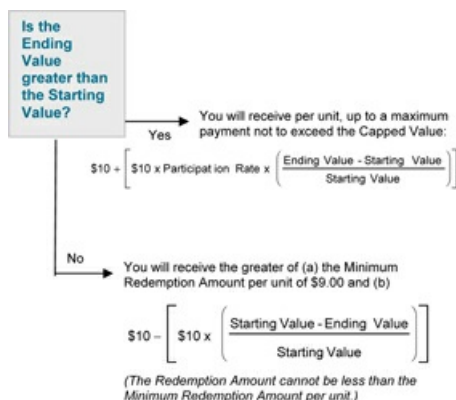 Is the
Ending
Value
greater than
the Starting
Value?
You will receive per unit, up to a maximum
payment not to exceed the Capped Value:
Yes
$10 + [ $10 x Participat ion Rate x ( Ending Value - Starting Value
Starting Value ) ]
No
You will receive the greater of (a) the Minimum
Redemption Amount per unit of $9.00 and (b)
$10 – [ $10 x ( Starting Value - Ending Value
Starting Value ) ]
(The Redemption Amount cannot be less than the
Minimum Redemption Amount per unit.)